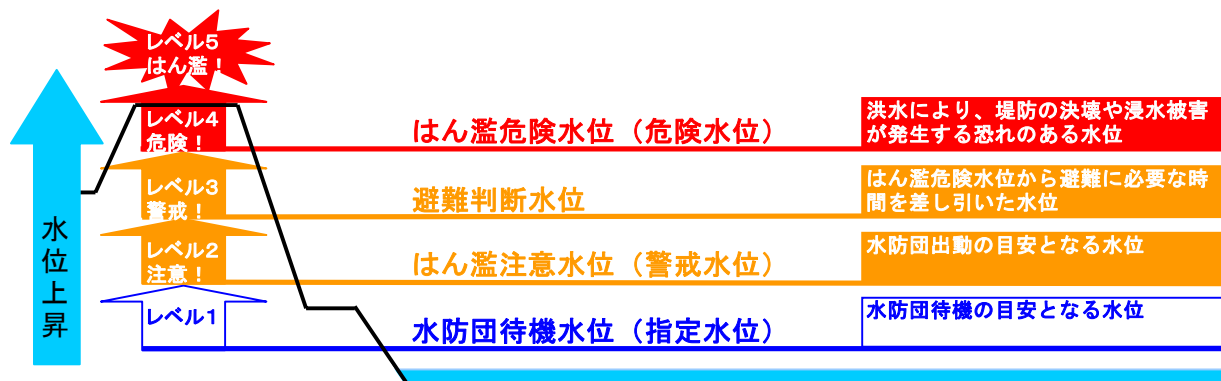 レベル5
はん濫！
レベル4
危険！
はん濫危険水位（危険水位）
洪水により、堤防の決壊や浸水被害
が発生する恐れのある水位
レベル3
警戒！
避難判断水位
はん濫危険水位から避難に必要な時
間を差し引いた水位
レベル2
注意！
はん濫注意水位（警戒水位）
水防団出動の目安となる水位
レベル1
水防団待機水位（指定水位）
水防団待機の目安となる水位
水位上昇